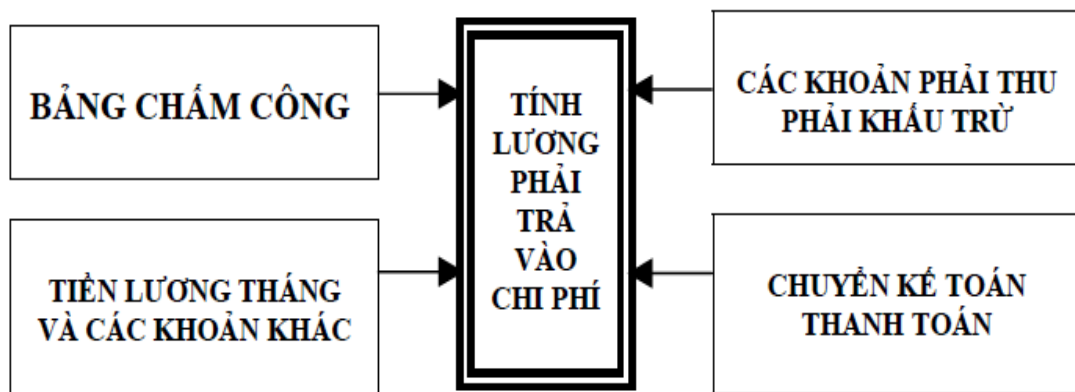 BẢNG CHẤM CÔNG
TIỀN LƯƠNG THÁNG
VÀ CÁC KHOẢN KHÁC
TÍNH
LƯƠNG
PHẢI
TRẢ
VÀO
CHI PHÍ
CÁC KHOẢN PHẢI THU
PHẢI KHẤU TRỪ
CHUYỂN KẾ TOÁN
THANH TOÁN